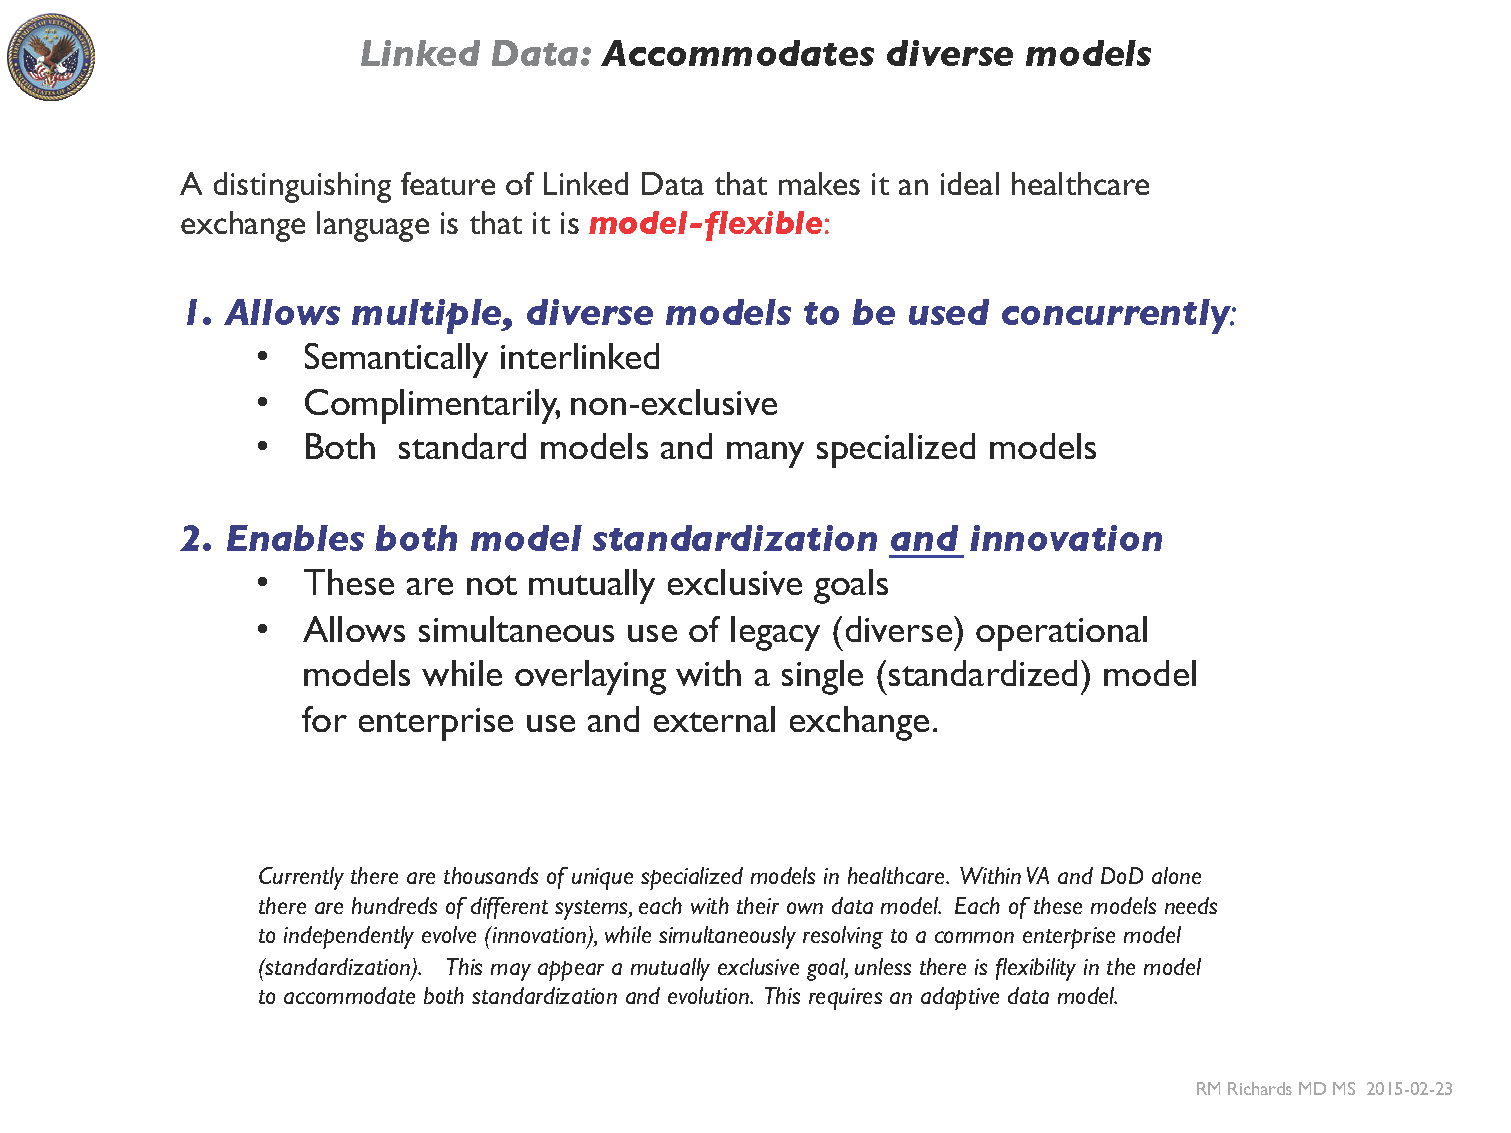 Linked Data: Accommodates diverse models
A distinguishing feature of Linked Data that makes it an ideal healthcare
exchange language is that it is model-flexible:
1. Allows multiple, diverse models to be used concurrently:
• Semantically interlinked
• Complimentarily, non-exclusive
• Both standard models and many specialized models
2. Enables both model standardization and innovation
• These are not mutually exclusive goals
• Allows simultaneous use of legacy (diverse) operational
models while overlaying with a single (standardized) model
for enterprise use and external exchange.
Currently there are thousands of unique specialized models in healthcare. Within VA and DoD alone
there are hundreds of different systems, each with their own data model. Each of these models needs
to independently evolve (innovation), while simultaneously resolving to a common enterprise model
(standardization). This may appear a mutually exclusive goal, unless there is flexibility in the model
to accommodate both standardization and evolution. This requires an adaptive data model.
RM Richards MD MS 2015-02-23